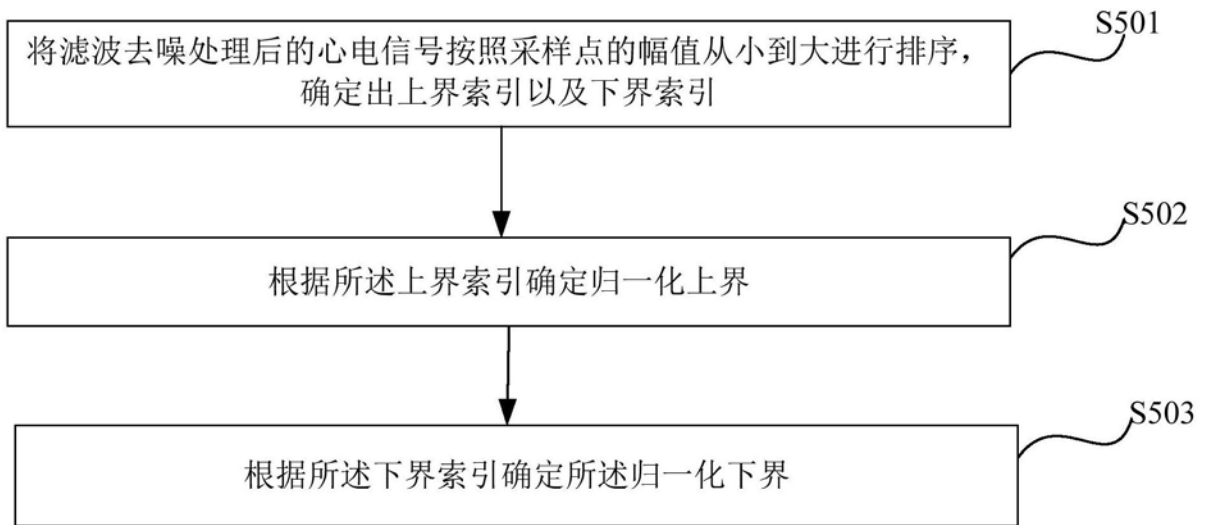 S501
将滤波去噪处理后的心电信号按照采样点的幅值从小到大进行排序，
确定出上界索引以及下界索引
S502
根据所述上界索引确定归一化上界
S503
根据所述下界索引确定所述归一化下界